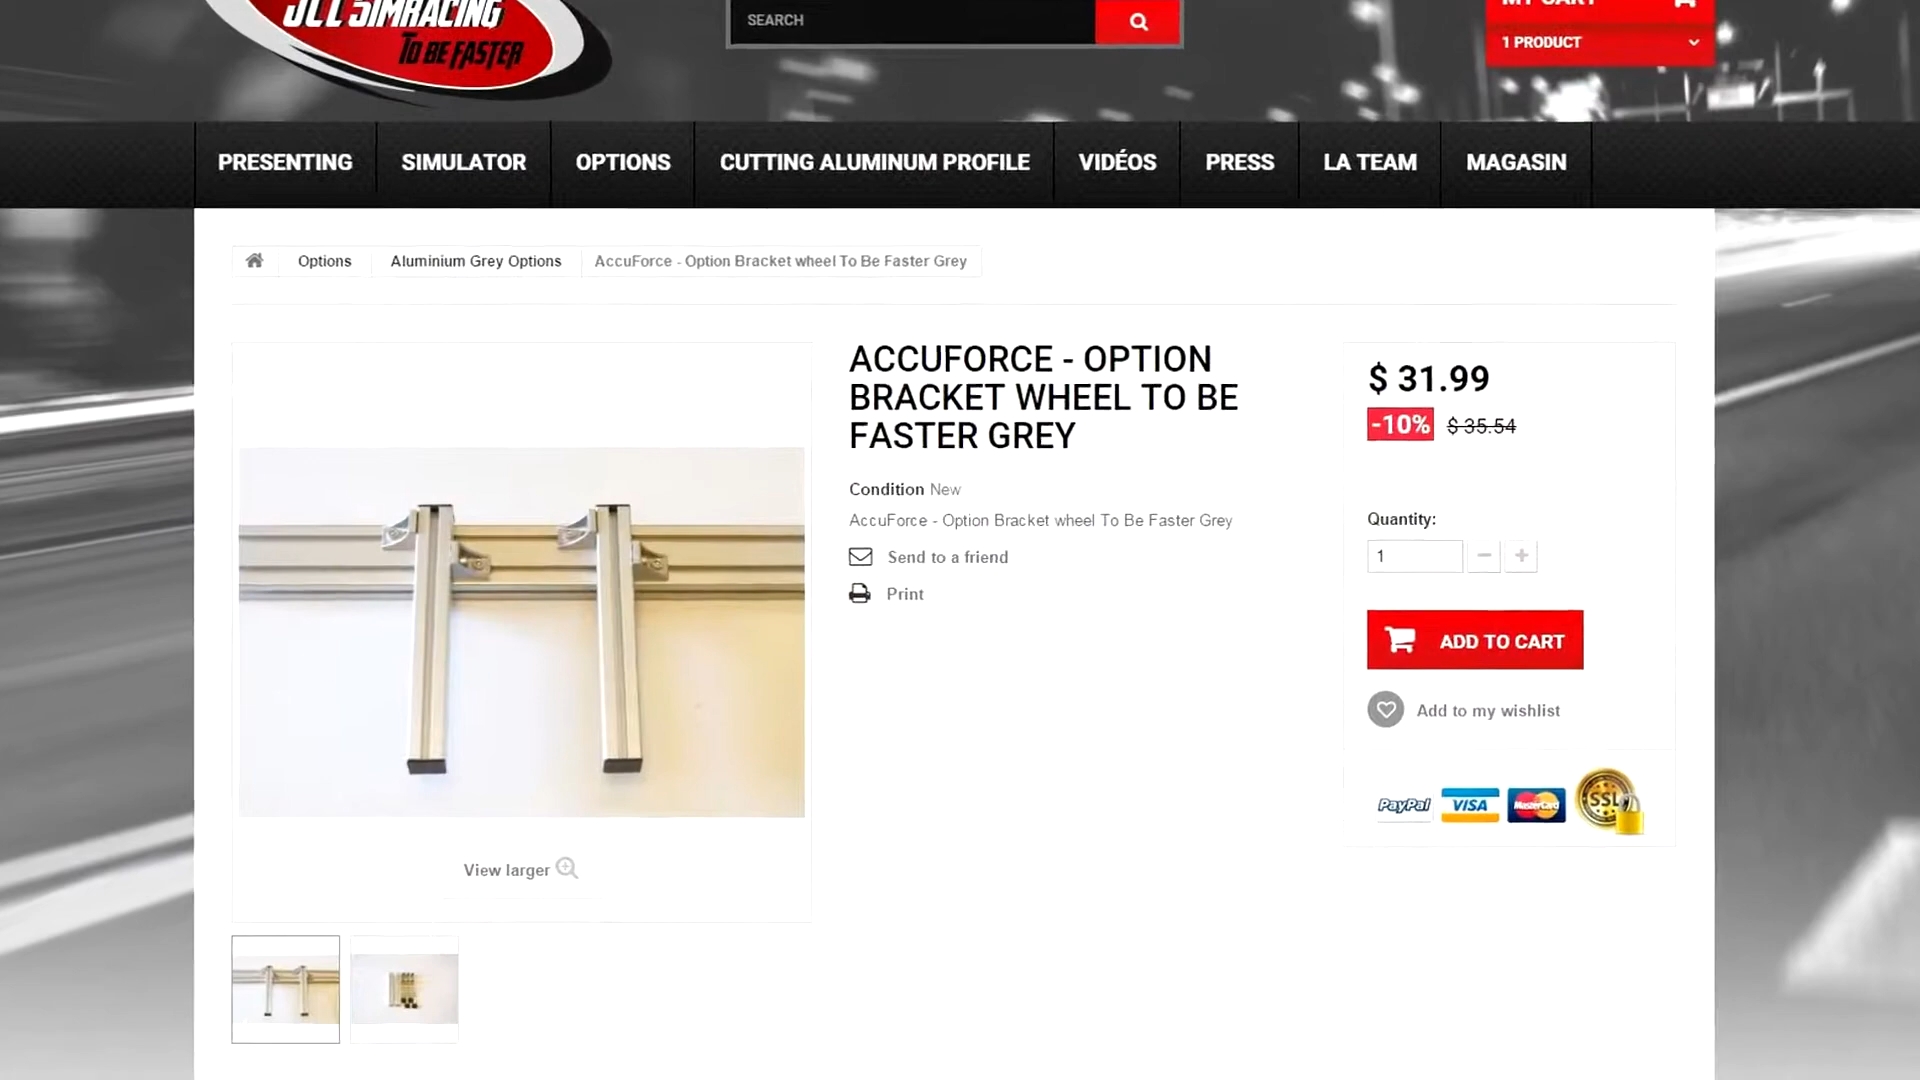 JCL SIMRACING
TO BE FASTER
SEARCH
MY CART
1 PRODUCT
PRESENTING
SIMULATOR
OPTIONS
CUTTING ALUMINUM PROFILE
VIDÉOS
PRESS
LA TEAM
MAGASIN
Options
Aluminium Grey Options
AccuForce - Option Bracket wheel To Be Faster Grey
ACCUFORCE - OPTION
BRACKET WHEEL TO BE
FASTER GREY
Condition New
AccuForce - Option Bracket wheel To Be Faster Grey
Send to a friend
Print
$ 31.99
-10% $ 35.54
Quantity:
1
ADD TO CART
Add to my wishlist
PayPal VISA MasterCard SSL
View larger